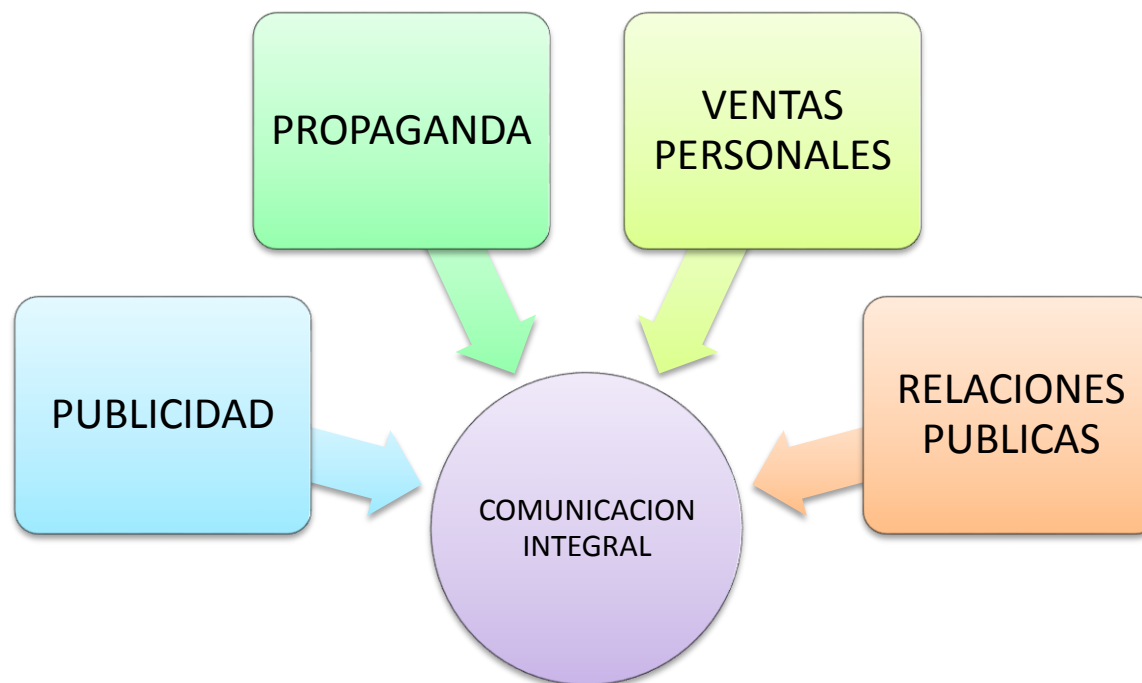 PROPAGANDA
VENTAS
PERSONALES
PUBLICIDAD
RELACIONES
PUBLICAS
COMUNICACION
INTEGRAL